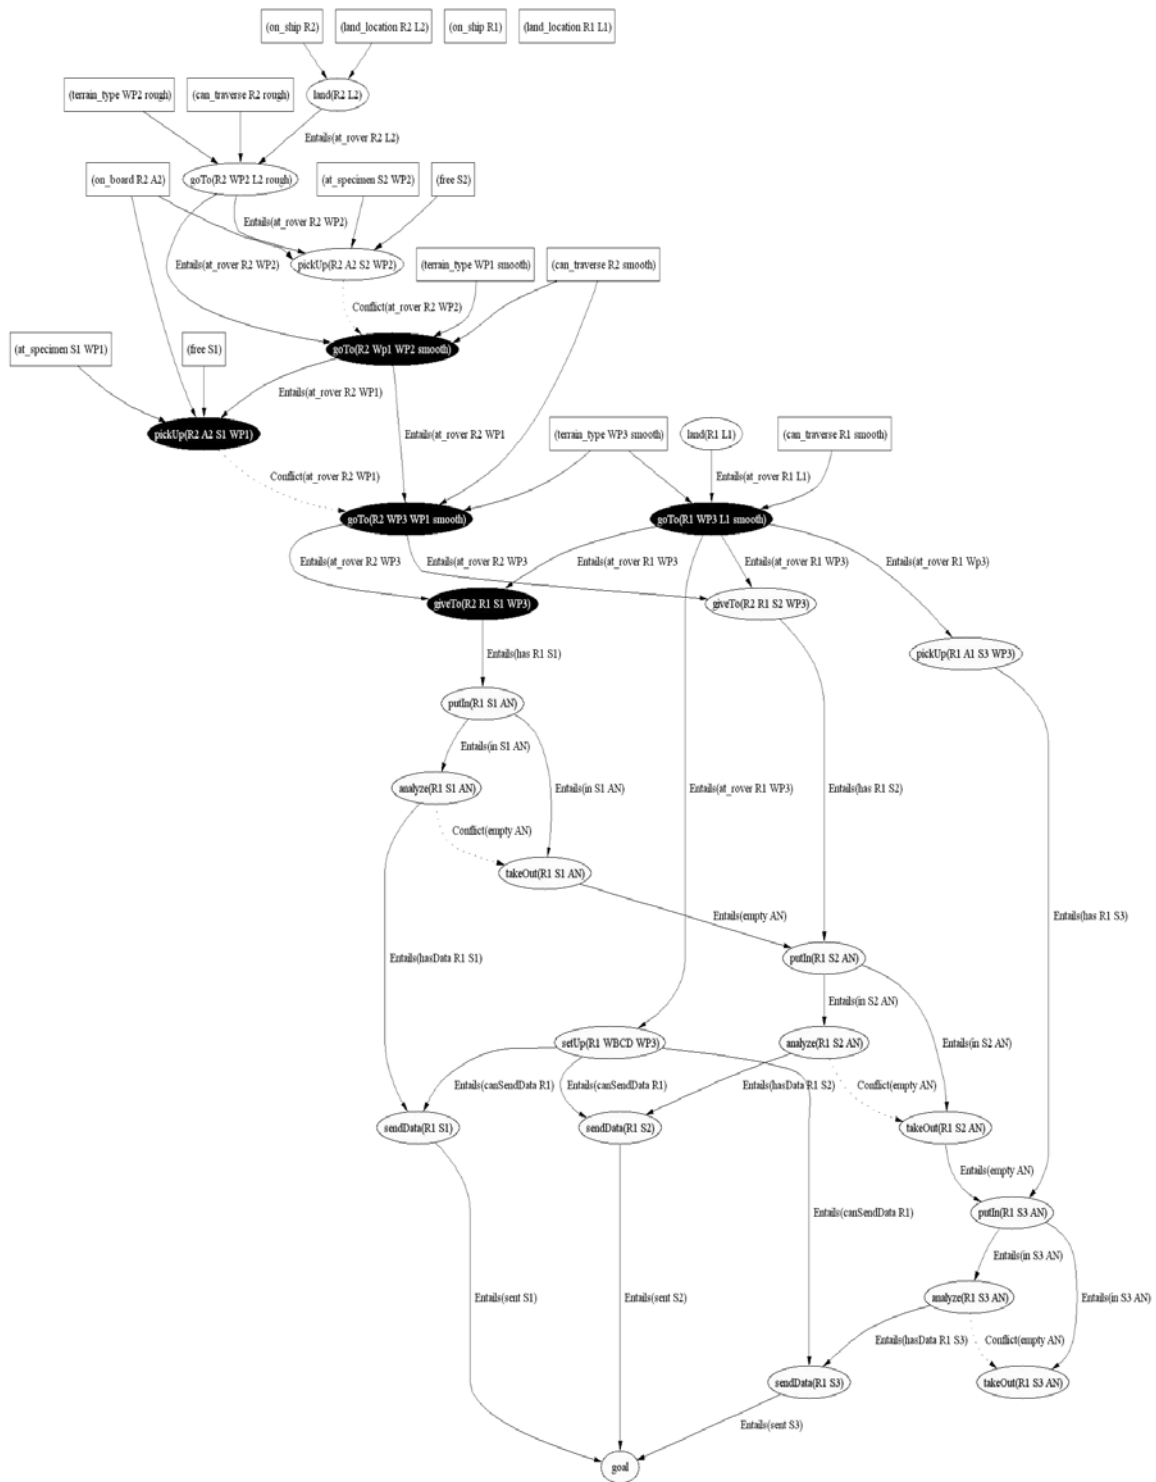 (on_ship R2)
(land_location R2 L2)
(on_ship R1)
(land_location R1 L1)
(terrain_type WP2 rough)
(can_traverse R2 rough)
land(R2 L2)
Entails(at_rover R2 L2)
(on_board R2 A2)
goTo(R2 WP2 L2 rough)
(at_specimen S2 WP2)
(free S2)
Entails(at_rover R2 WP2)
Entails(at_rover R2 WP2)
pickUp(R2 A2 S2 WP2)
(terrain_type WP1 smooth)
(can_traverse R2 smooth)
Conflict(at_rover R2 WP2)
(at_specimen S1 WP1)
(free S1)
goTo(R2 Wp1 WP2 smooth)
Entails(at_rover R2 WP1)
pickUp(R2 A2 S1 WP1)
Entails(at_rover R2 WP1
(terrain_type WP3 smooth)
land(R1 L1)
(can_traverse R1 smooth)
Conflict(at_rover R2 WP1)
Entails(at_rover R1 L1)
goTo(R2 WP3 WP1 smooth)
goTo(R1 WP3 L1 smooth)
Entails(at_rover R2 WP3
Entails(at_rover R2 WP3
Entails(at_rover R1 WP3
Entails(at_rover R1 WP3)
Entails(at_rover R1 Wp3)
giveTo(R2 R1 S1 WP3)
giveTo(R2 R1 S2 WP3)
pickUp(R1 A1 S3 WP3)
Entails(has R1 S1)
putIn(R1 S1 AN)
Entails(in S1 AN)
analyze(R1 S1 AN)
Entails(in S1 AN)
Entails(at_rover R1 WP3)
Entails(has R1 S2)
Conflict(empty AN)
takeOut(R1 S1 AN)
Entails(empty AN)
Entails(has R1 S3)
Entails(hasData R1 S1)
putIn(R1 S2 AN)
Entails(in S2 AN)
setUp(R1 WBCD WP3)
analyze(R1 S2 AN)
Entails(in S2 AN)
Entails(canSendData R1)
Entails(canSendData R1)
Entails(hasData R1 S2)
Conflict(empty AN)
sendData(R1 S1)
sendData(R1 S2)
takeOut(R1 S2 AN)
Entails(empty AN)
Entails(canSendData R1)
putIn(R1 S3 AN)
Entails(in S3 AN)
Entails(sent S1)
Entails(sent S2)
analyze(R1 S3 AN)
Entails(in S3 AN)
Entails(hasData R1 S3)
Conflict(empty AN)
sendData(R1 S3)
takeOut(R1 S3 AN)
Entails(sent S3)
goal